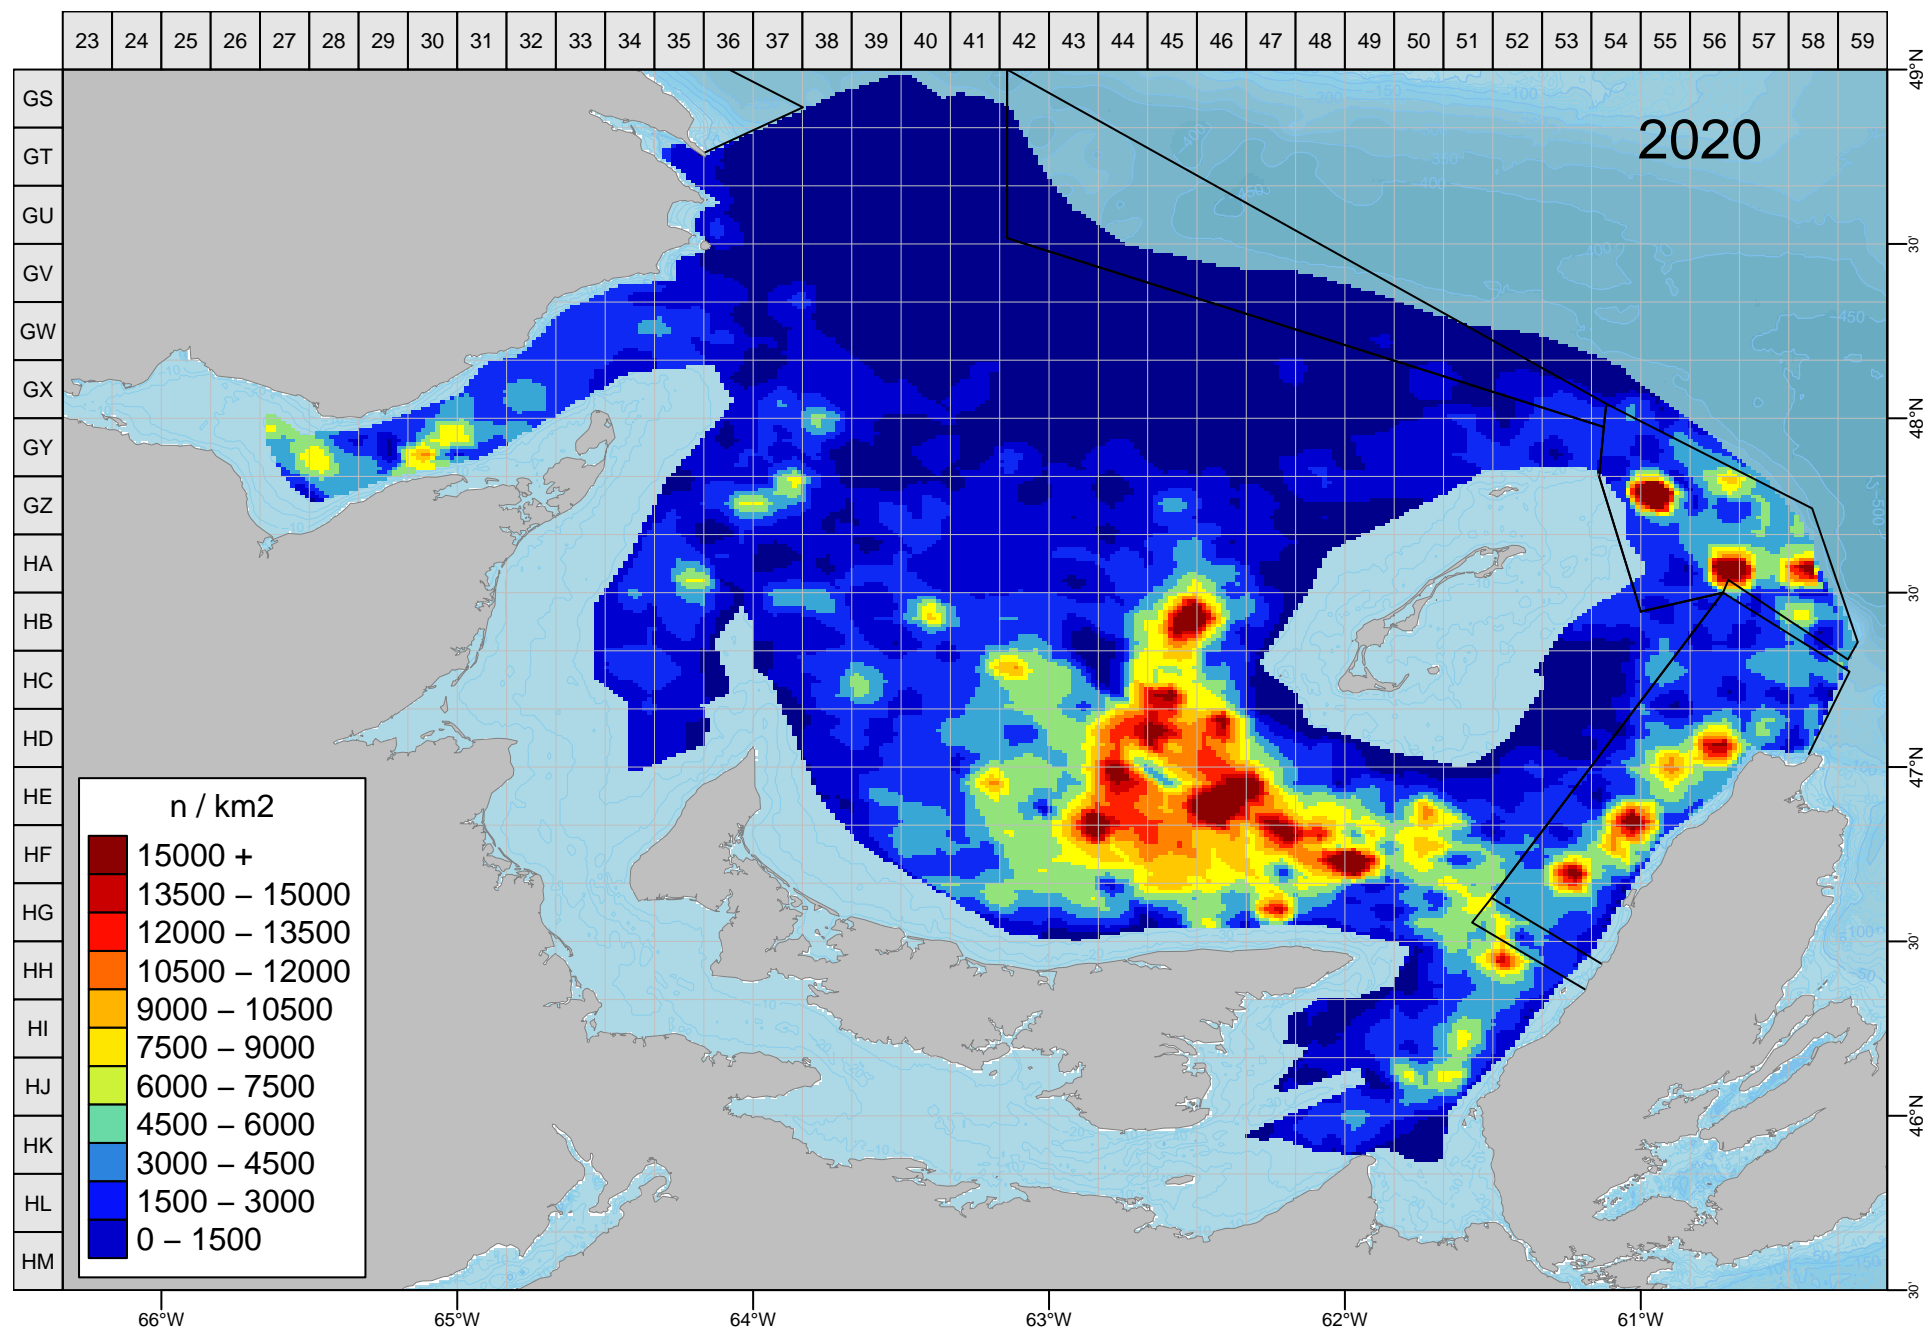 23 24 25 26 27 28 29 30 31 32 33 34 35 36 37 38 39 40 41 42 43 44 45 46 47 48 49 50 51 52 53 54 55 56 57 58 59
49°N
GS
GT
2020
GU
30'
GV
GW
GX
48°N
GY
GZ
HA
30'
HB
HC
HD
47°N
HE
HF
HG
30'
HH
HI
HJ
46°N
HK
HL
HM
30'
n / km2
15000 +
13500 – 15000
12000 – 13500
10500 – 12000
9000 – 10500
7500 – 9000
6000 – 7500
4500 – 6000
3000 – 4500
1500 – 3000
0 – 1500
66°W 65°W 64°W 63°W 62°W 61°W